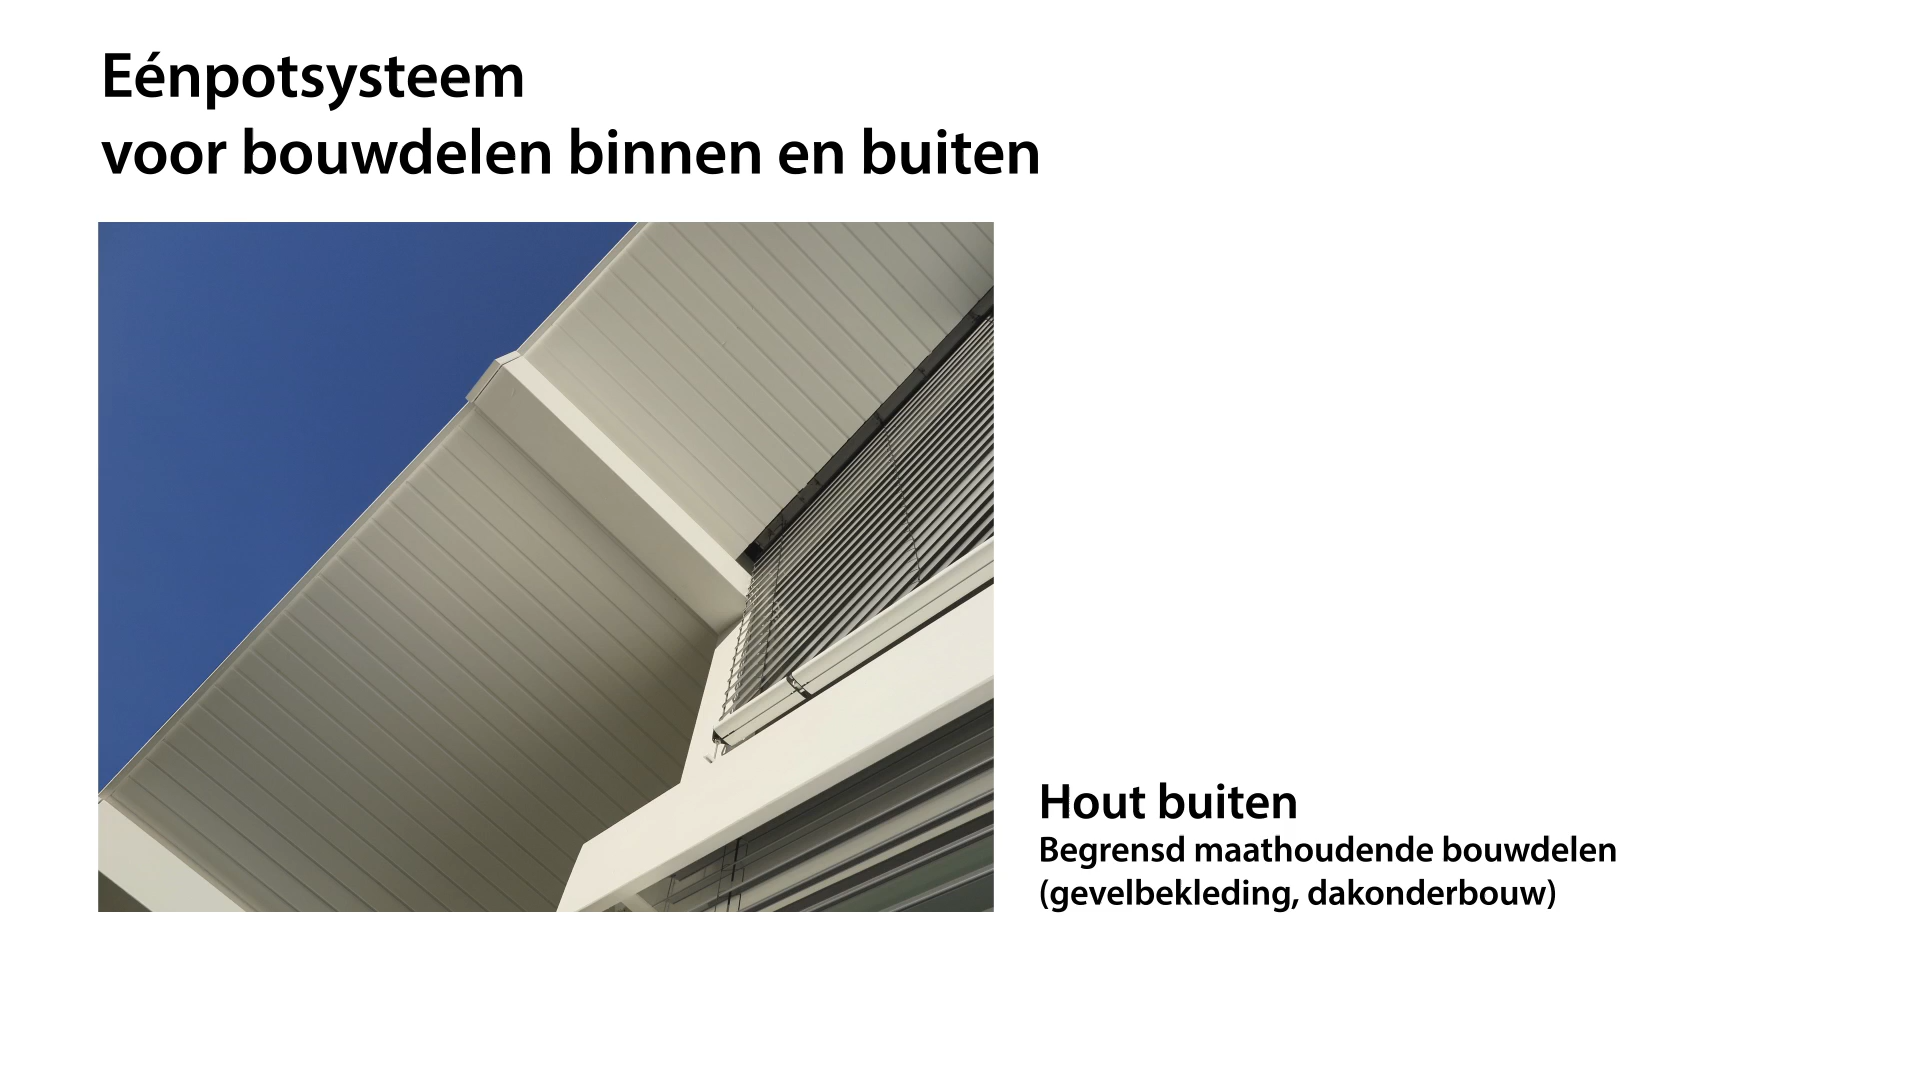 Eénpotsysteem
voor bouwdelen binnen en buiten
Hout buiten
Begrensd maathoudende bouwdelen
(gevelbekleding, dakonderbouw)